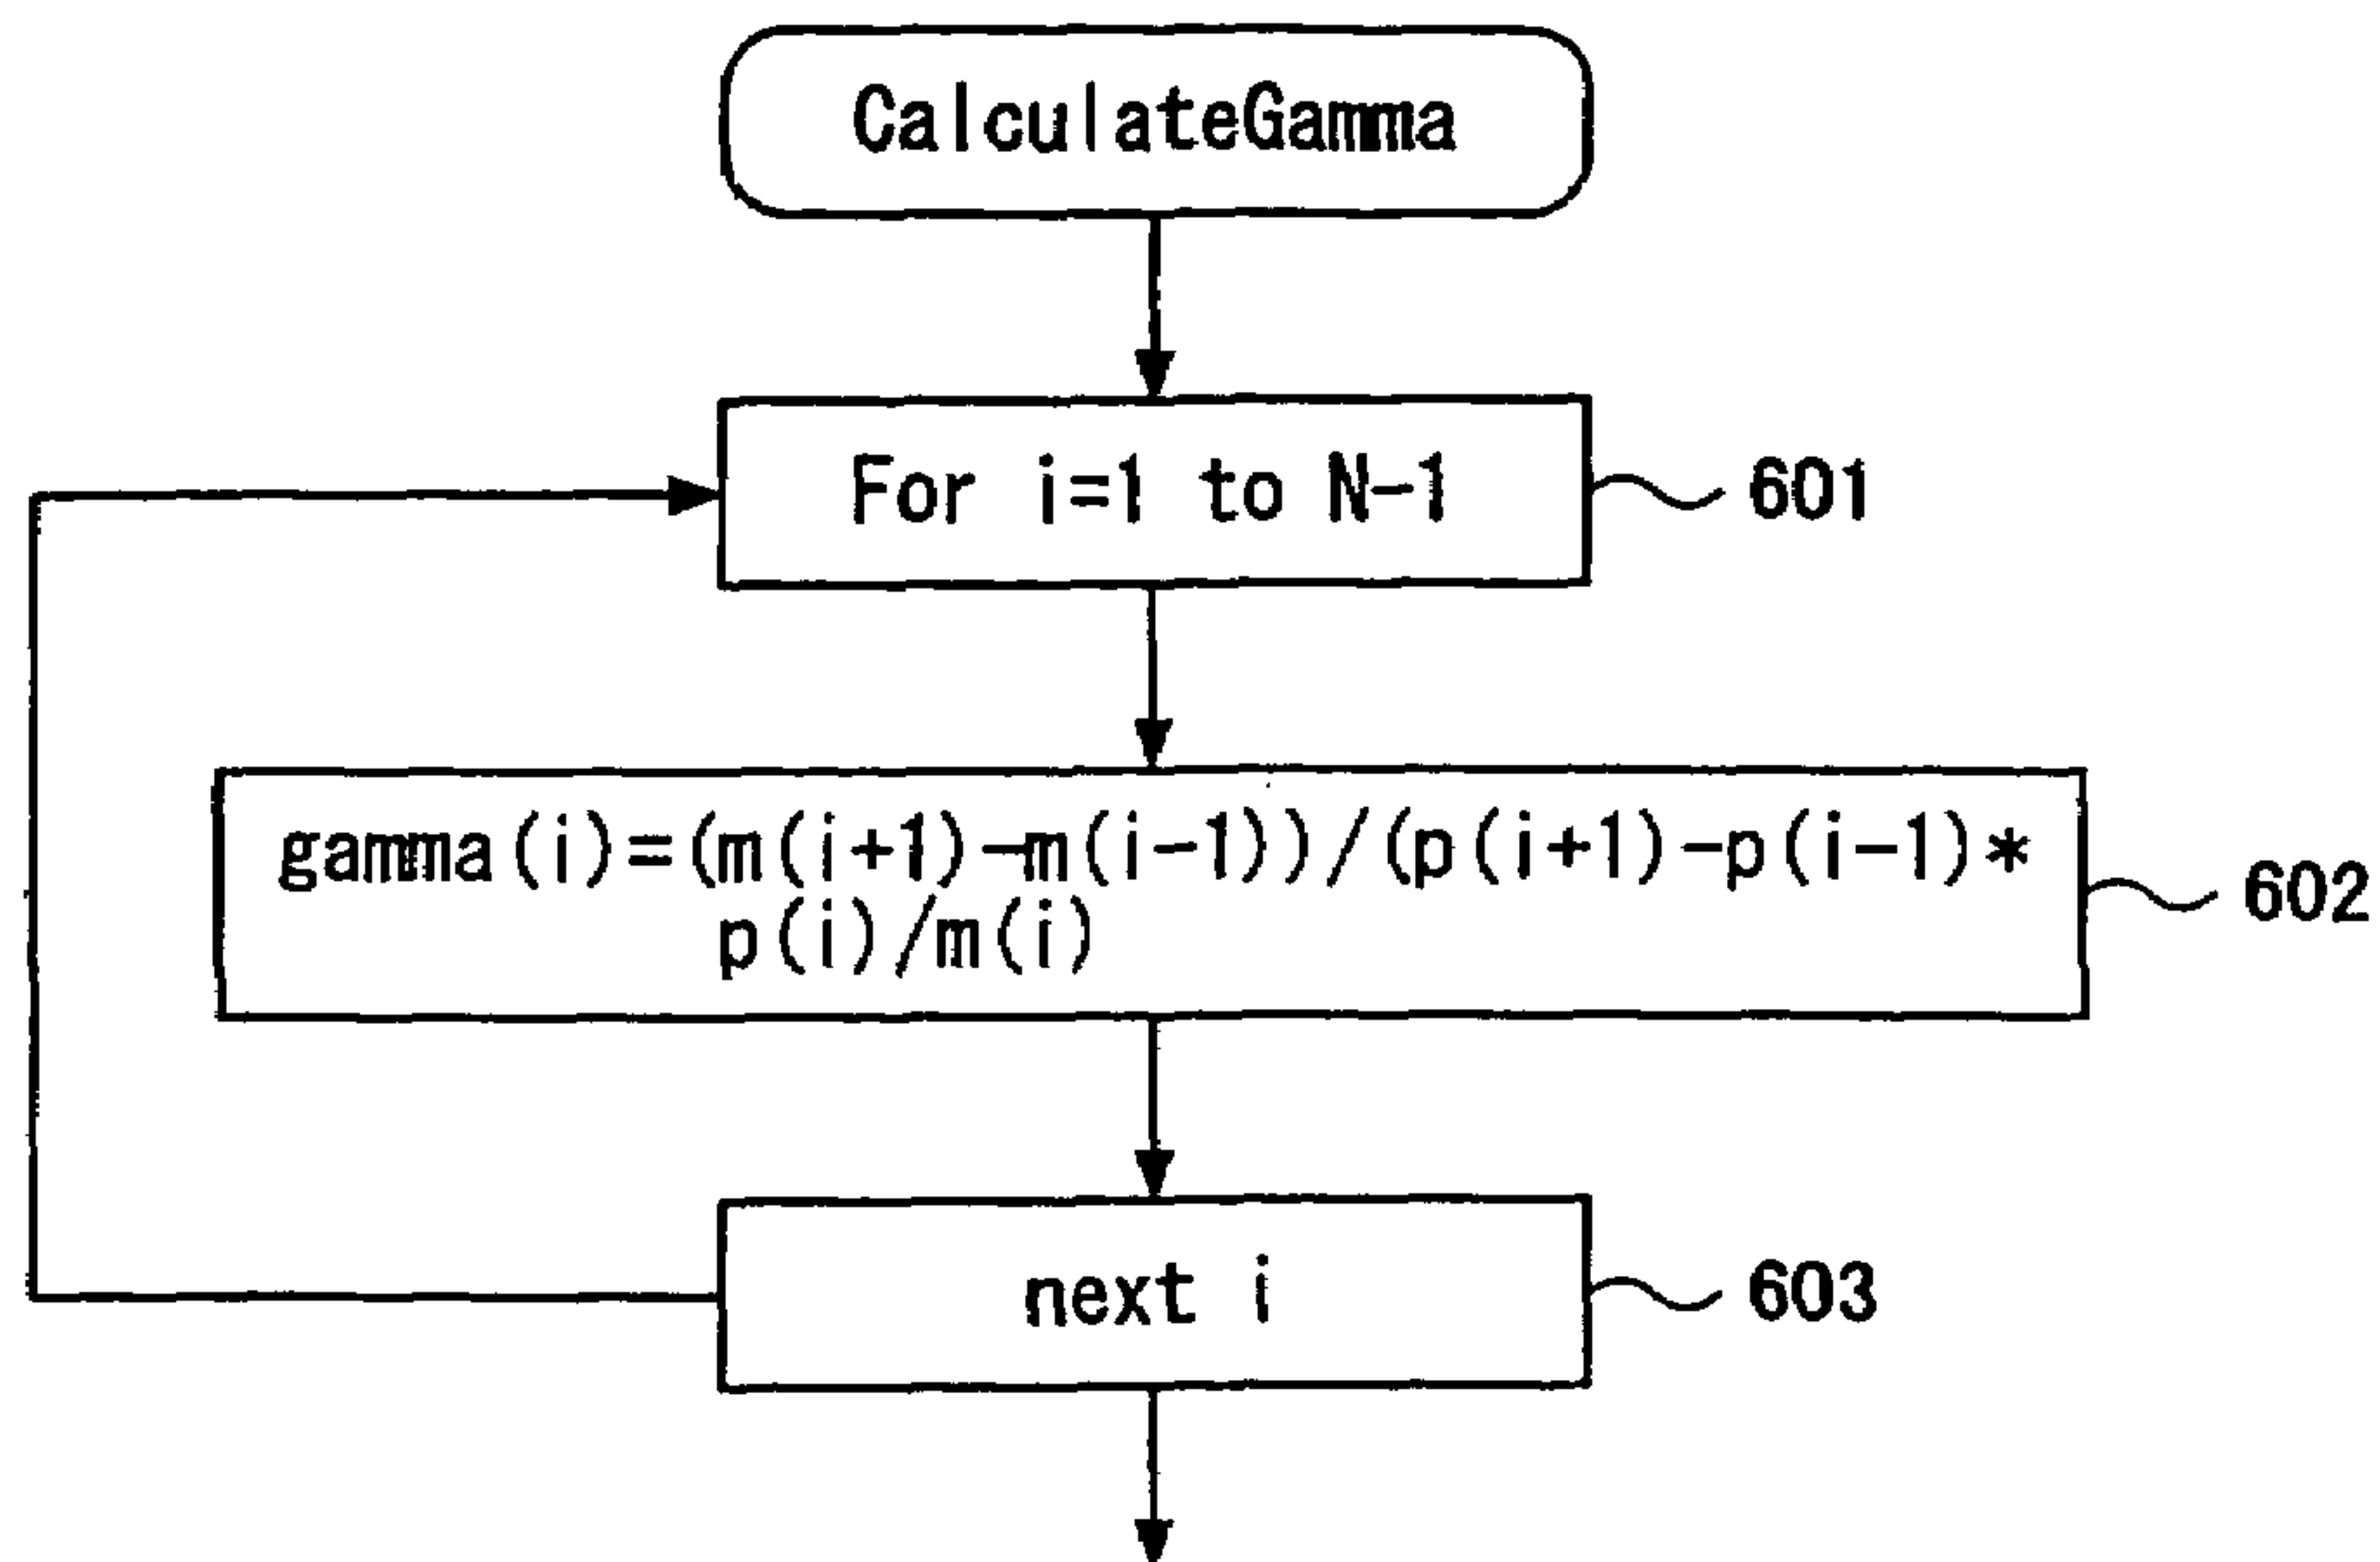 CalculateGamma
For i=1 to N-1
601
gamma(i)=(m(i+1)-m(i-1))/(p(i+1)-p(i-1)*
p(i)/m(i)
602
next i
603